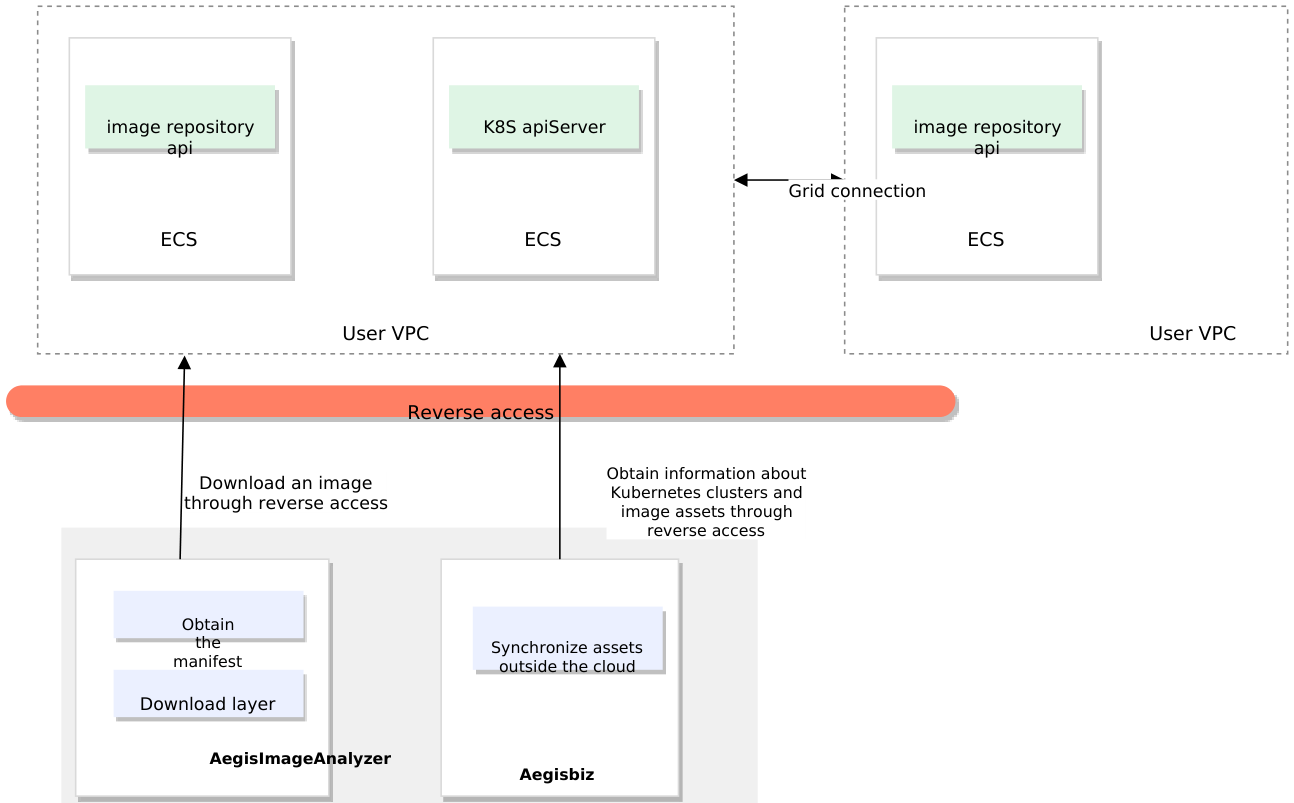 image repository
api
K8S apiServer
image repository
api
Grid connection
ECS
ECS
ECS
User VPC
User VPC
Reverse access
Download an image
through reverse access
Obtain information about
Kubernetes clusters and
image assets through
reverse access
Obtain
the
manifest
Download layer
AegisImageAnalyzer
Synchronize assets
outside the cloud
Aegisbiz